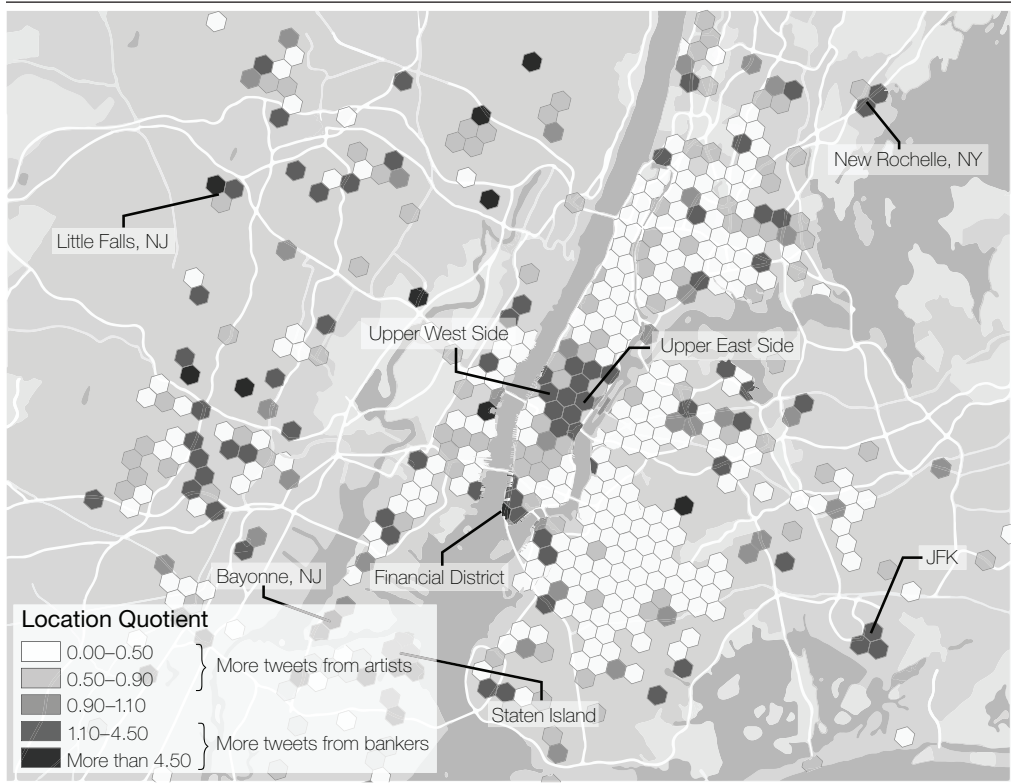 New Rochelle, NY
Little Falls, NJ
Upper West Side
Upper East Side
JFK
Bayonne, NJ
Financial District
Location Quotient
0.00–0.50
0.50–0.90
More tweets from artists
0.90–1.10
1.10–4.50
More than 4.50
More tweets from bankers
Staten Island